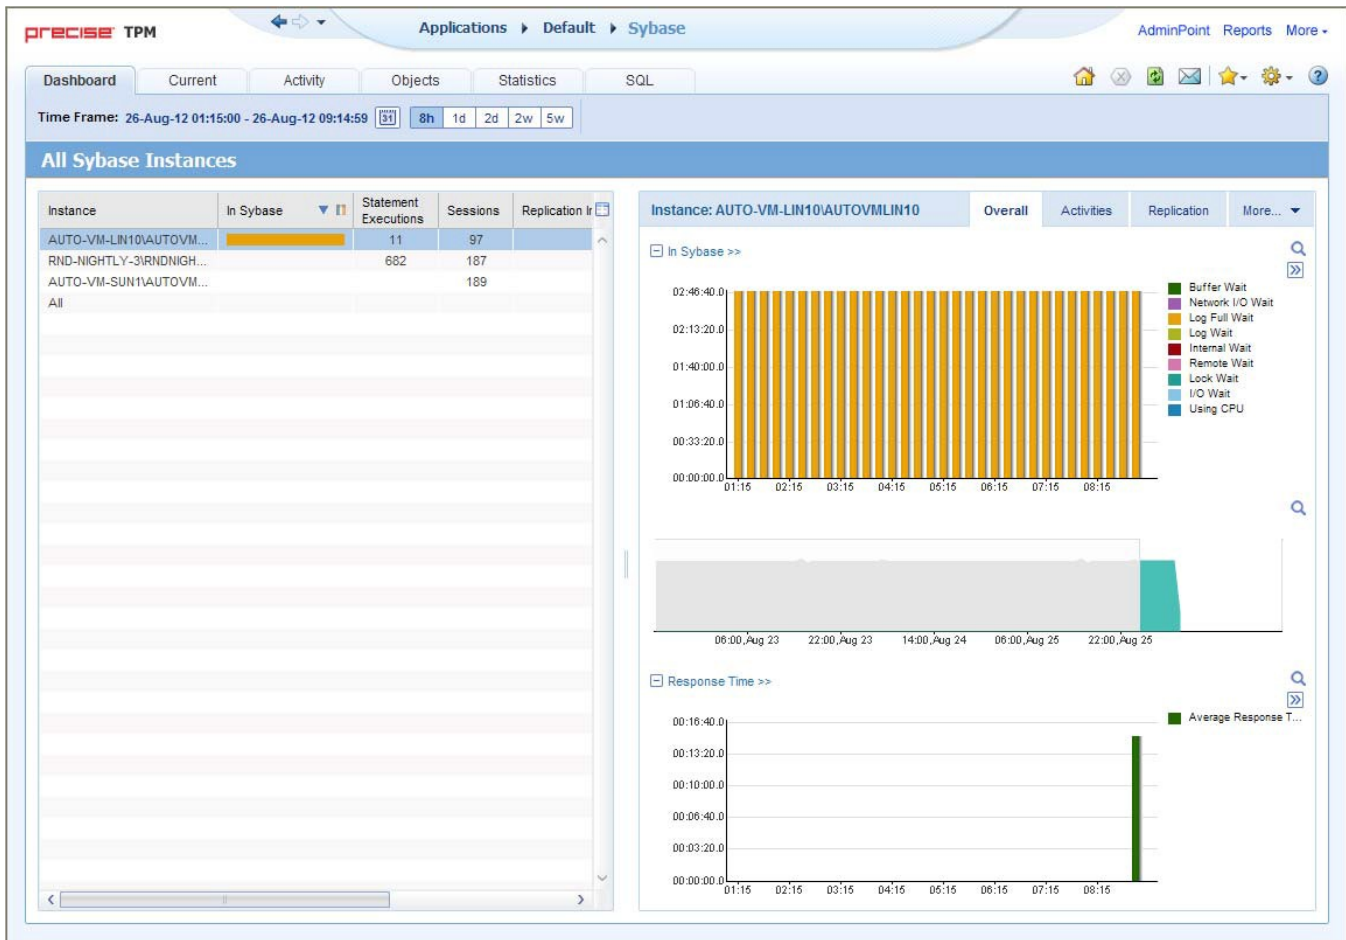 precise TPM
Applications Default Sybase
AdminPoint Reports More
Dashboard Current Activity Objects Statistics SQL
Time Frame: 26-Aug-12 01:15:00 - 26-Aug-12 09:14:59 31 8h 1d 2d 2w 5w
All Sybase Instances
Instance In Sybase Statement Executions Sessions Replication Ir
AUTO-VM-LIN10\AUTOVM... 11 97
RND-NIGHTLY-3\RNDNIGH... 682 187
AUTO-VM-SUN1\AUTOVM... 189
All
Instance: AUTO-VM-LIN10\AUTOVMLIN10 Overall Activities Replication More...
In Sybase >>
02:46:40.0
02:13:20.0
01:40:00.0
01:06:40.0
00:33:20.0
00:00:00.0
01:15 02:15 03:15 04:15 05:15 06:15 07:15 08:15
Buffer Wait
Network I/O Wait
Log Full Wait
Log Wait
Internal Wait
Remote Wait
Lock Wait
I/O Wait
Using CPU
06:00,Aug 23 22:00,Aug 23 14:00,Aug 24 06:00,Aug 25 22:00,Aug 25
Response Time >>
00:16:40.0
00:13:20.0
00:10:00.0
00:06:40.0
00:03:20.0
00:00:00.0
01:15 02:15 03:15 04:15 05:15 06:15 07:15 08:15
Average Response T...